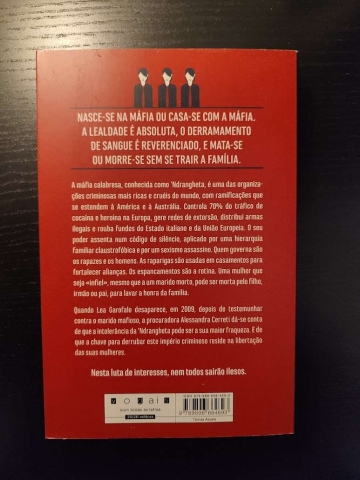 NASCE-SE NA MÁFIA OU CASA-SE COM A MÁFIA.
A LEALDADE É ABSOLUTA, O DERRAMAMENTO
DE SANGUE É REVERENCIADO, E MATA-SE
OU MORRE-SE SEM SE TRAIR A FAMÍLIA.
A máfia calabresa, conhecida como 'Ndrangheta, é uma das organiza-
ções criminosas mais ricas e cruéis do mundo, com ramificações que
se estendem à América e à Austrália. Controla 70% do tráfico de
cocaína e heroína na Europa, gere redes de extorsão, distribui armas
ilegais e rouba fundos do Estado italiano e da União Europeia. O seu
poder assenta num código de silêncio, aplicado por uma hierarquia
familiar claustrofóbica e por um sexismo assassino. Quem governa são
os rapazes e os homens. As raparigas são usadas em casamentos para
fortalecer alianças. Os espancamentos são a rotina. Uma mulher que
seja «infiel», mesmo que a um marido morto, pode ser morta pelo filho,
irmão ou pai, para lavar a honra da família.
Quando Lea Garofalo desaparece, em 2009, depois de testemunhar
contra o marido mafioso, a procuradora Alessandra Cerreti dá-se conta
de que a intolerância da 'Ndrangheta pode ser a sua maior fraqueza. E de
que a chave para derrubar este império criminoso reside na libertação
das suas mulheres.
Nesta luta de interesses, nem todos sairão ilesos.
vogais